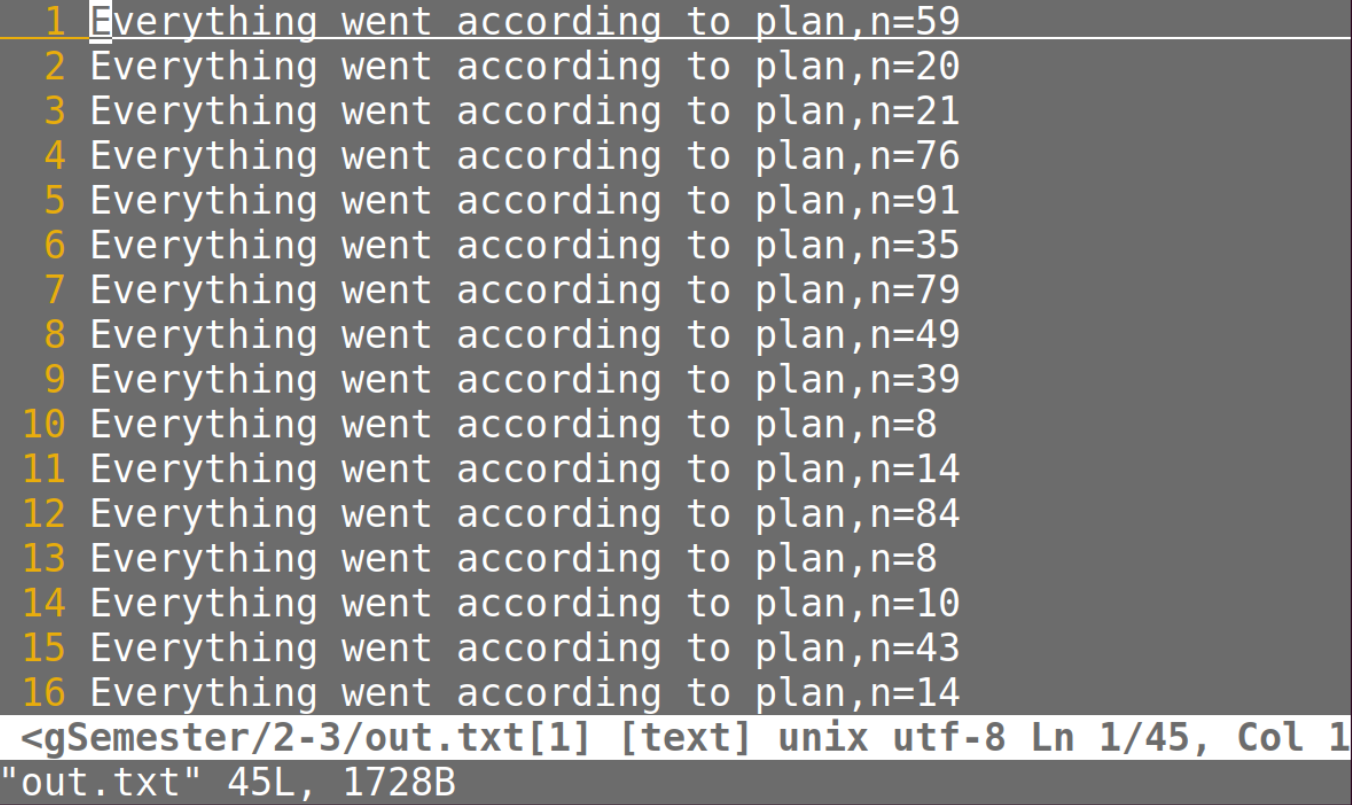 1 Everything went according to plan,n=59
2 Everything went according to plan,n=20
3 Everything went according to plan,n=21
4 Everything went according to plan,n=76
5 Everything went according to plan,n=91
6 Everything went according to plan,n=35
7 Everything went according to plan,n=79
8 Everything went according to plan,n=49
9 Everything went according to plan,n=39
10 Everything went according to plan,n=8
11 Everything went according to plan,n=14
12 Everything went according to plan,n=84
13 Everything went according to plan,n=8
14 Everything went according to plan,n=10
15 Everything went according to plan,n=43
16 Everything went according to plan,n=14
<gSemester/2-3/out.txt[1] [text] unix utf-8 Ln 1/45, Col 1
"out.txt" 45L, 1728B